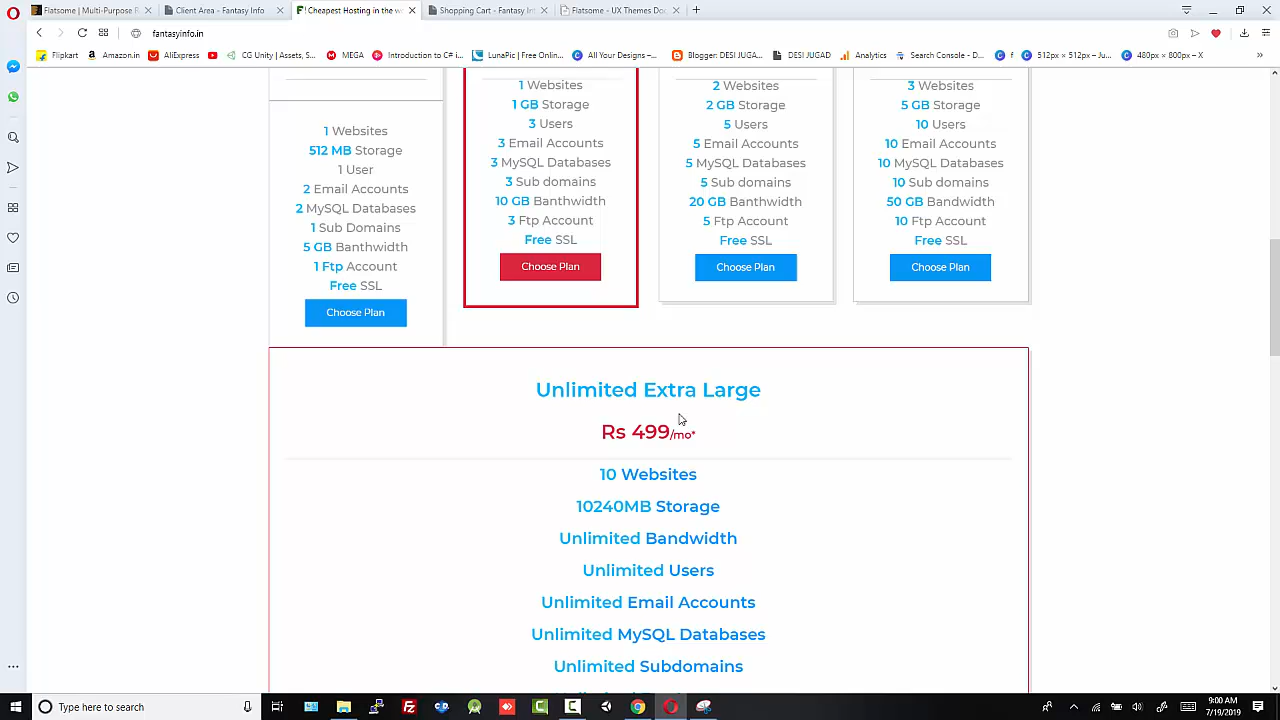 Flatsome | Multi-Purpose R
Client Area - Fantasy Info
Cheapest Hosting in the w
Shopping Cart - Fantasy In
Flatsome - UX Themes Do
fantasyinfo.in
Flipkart
Amazon.in
AliExpress
CG Unity | Assets, S...
MEGA
Introduction to C# i...
LunaPic | Free Onlin...
All Your Designs -...
Blogger: DESI JUGAD
DESI JUGAD
Analytics
Search Console - D...
f
512px × 512px – Ju...
480px × 800px – X
1 Websites
512 MB Storage
1 User
2 Email Accounts
2 MySQL Databases
1 Sub Domains
5 GB Banthwidth
1 Ftp Account
Free SSL
Choose Plan
1 Websites
1 GB Storage
3 Users
3 Email Accounts
3 MySQL Databases
3 Sub domains
10 GB Banthwidth
3 Ftp Account
Free SSL
Choose Plan
2 Websites
2 GB Storage
5 Users
5 Email Accounts
5 MySQL Databases
5 Sub domains
20 GB Banthwidth
5 Ftp Account
Free SSL
Choose Plan
3 Websites
5 GB Storage
10 Users
10 Email Accounts
10 MySQL Databases
10 Sub domains
50 GB Bandwidth
10 Ftp Account
Free SSL
Choose Plan
Unlimited Extra Large
Rs 499/mo*
10 Websites
10240MB Storage
Unlimited Bandwidth
Unlimited Users
Unlimited Email Accounts
Unlimited MySQL Databases
Unlimited Subdomains
Type here to search
9:00 AM
7/19/2019